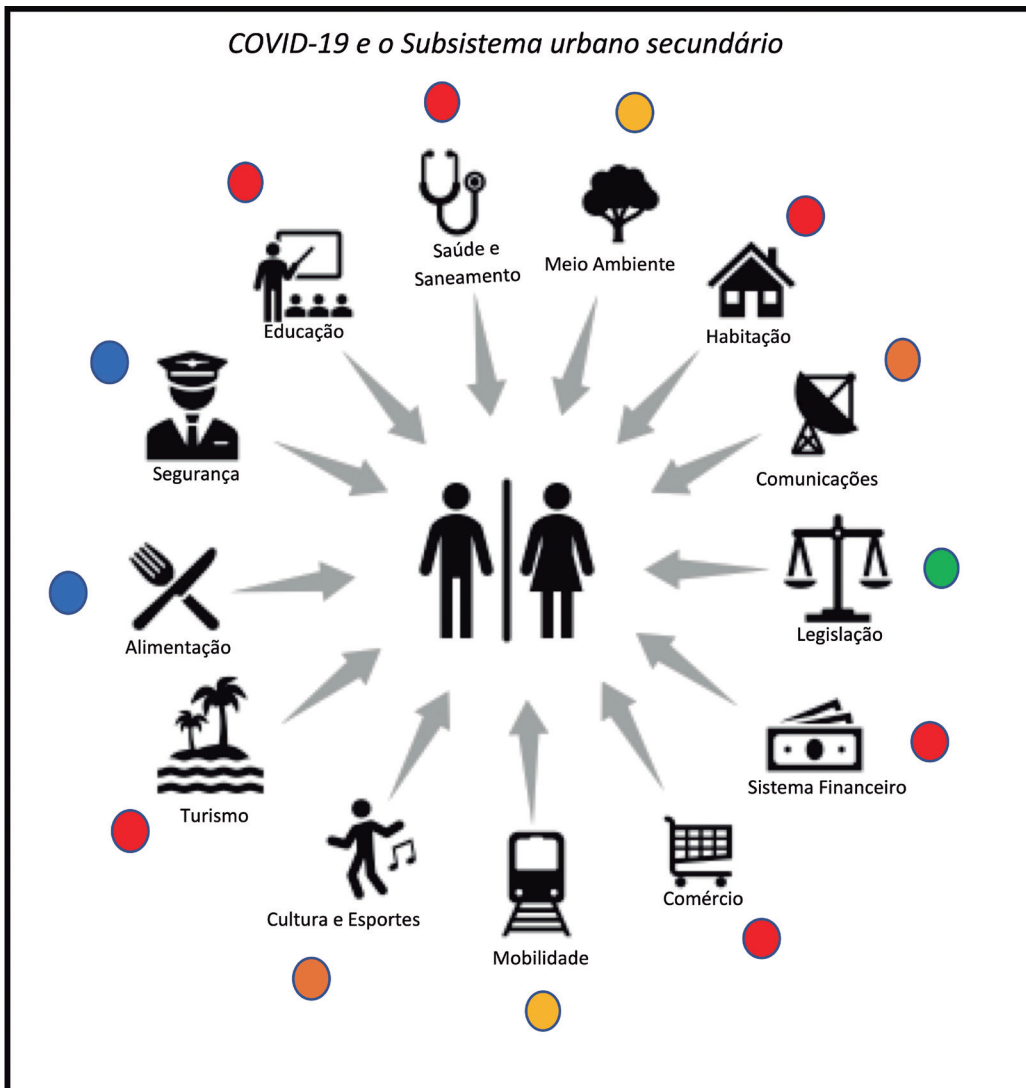 COVID-19 e o Subsistema urbano secundário
Saúde e
Saneamento
Meio Ambiente
Habitação
Educação
Comunicações
Segurança
Legislação
Alimentação
Sistema Financeiro
Turismo
Comércio
Cultura e Esportes
Mobilidade